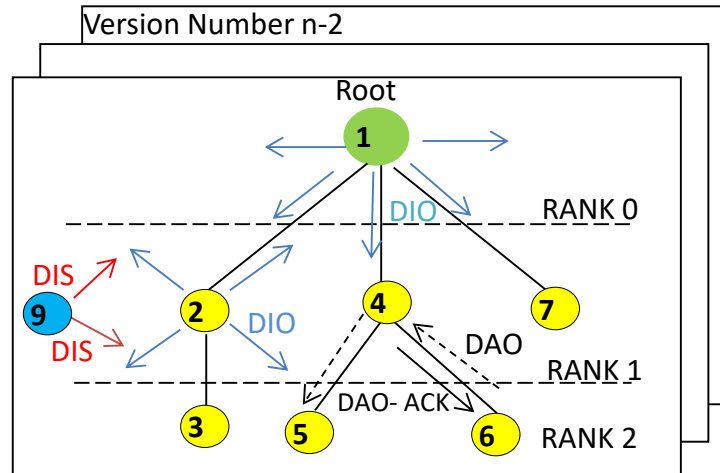 Version Number n-2
Root
1
DIO
RANK 0
DIS
9
2
4
7
DIO
DIS
DAO
RANK 1
DAO- ACK
3
5
6
RANK 2